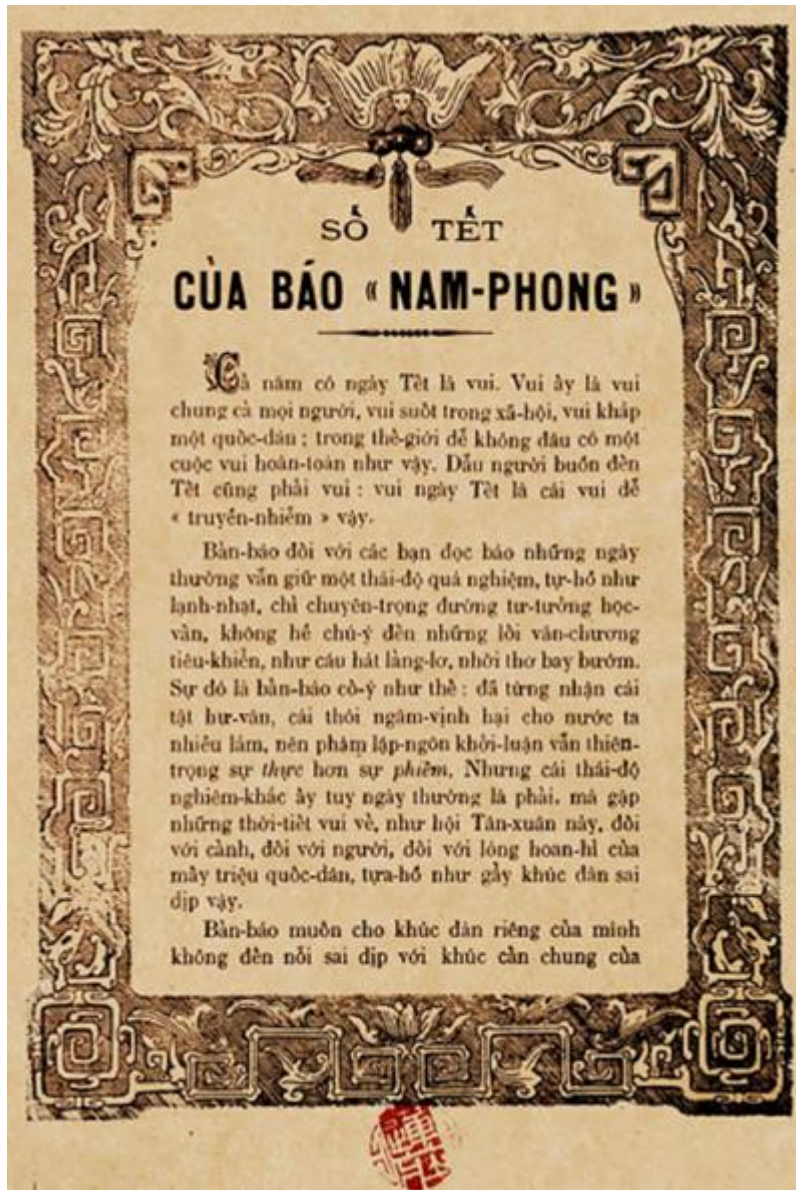 SỐ TẾT
CỦA BÁO « NAM-PHONG »
Cả năm có ngày Tết là vui. Vui ấy là vui
chung cả mọi người, vui suốt trong xã-hội, vui khắp
một quốc-dân ; trong thế-giới dễ không đâu có một
cuộc vui hoàn-toàn như vậy. Dẫu người buồn đến
Tết cũng phải vui : vui ngày Tết là cái vui dễ
« truyền-nhiễm » vậy.
Bản-báo đối với các bạn đọc báo những ngày
thường vẫn giữ một thái-độ quá nghiêm, tự-hồ như
lạnh-nhạt, chỉ chuyên-trọng đường tư-tưởng học-
vấn, không hề chú-ý đến những lối văn-chương
tiêu-khiển, như câu hát lẳng-lơ, nhời thơ bay bướm.
Sự đó là bản-báo cố-ý như thế : đã từng nhận cái
tật hư-văn, cái thói ngâm-vịnh hại cho nước ta
nhiều lắm, nên phàm lập-ngôn khởi-luận vẫn thiên-
trọng sự thực hơn sự phiếm. Nhưng cái thái-độ
nghiêm-khắc ấy tuy ngày thường là phải, mà gặp
những thời-tiết vui vẻ, như hội Tân-xuân này, đối
với cảnh, đối với người, đối với lòng hoan-hỉ của
mấy triệu quốc-dân, tựa-hồ như gẩy khúc đàn sai
dịp vậy.
Bản-báo muốn cho khúc đàn riêng của mình
không đến nỗi sai dịp với khúc cần chung của